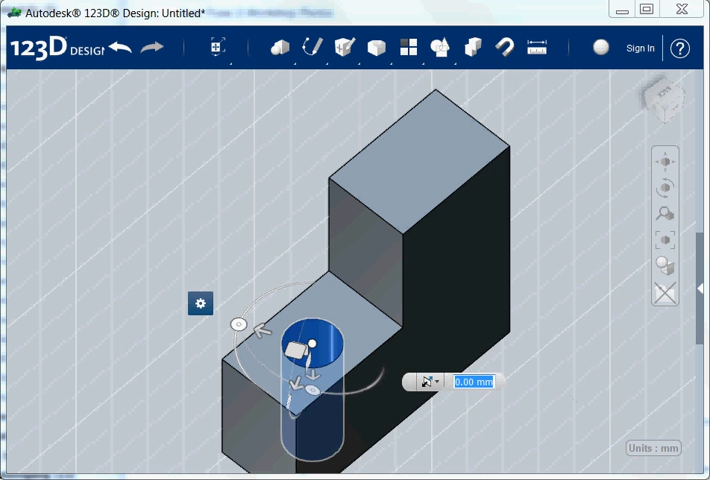 Autodesk® 123D® Design: Untitled*
123D DESIGN
Sign In
?
0.00 mm
Units : mm